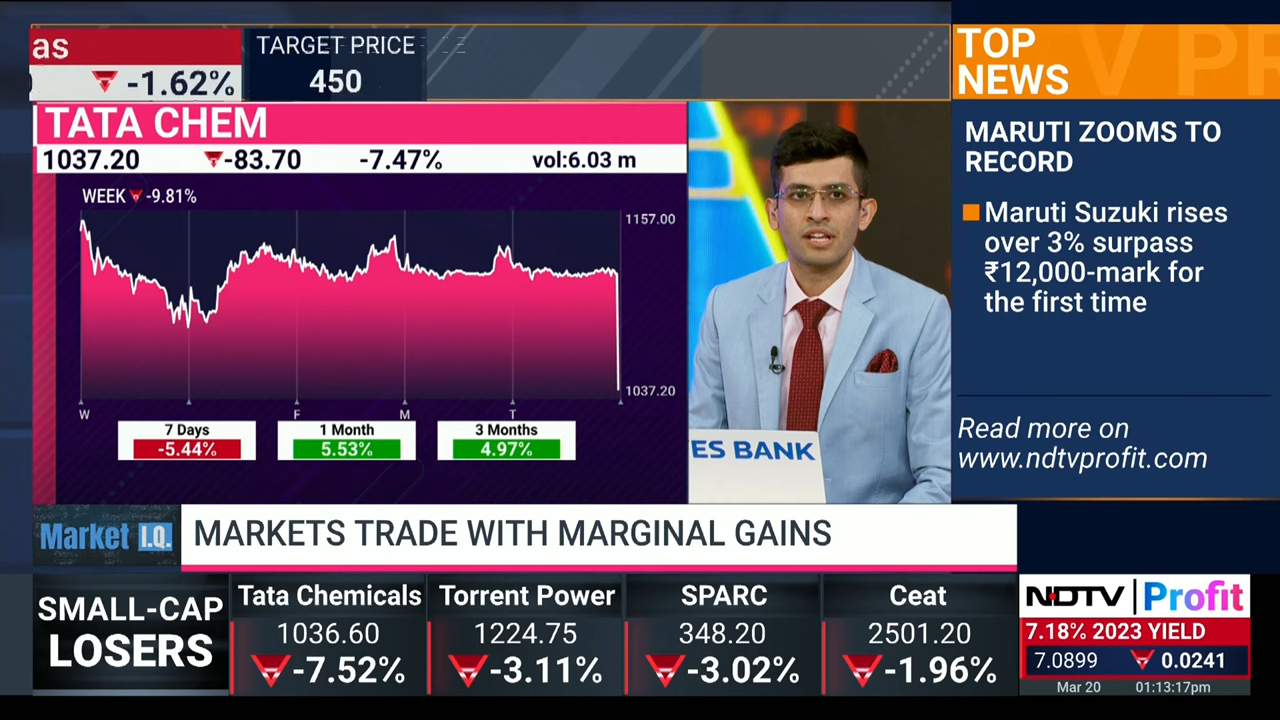 as
-1.62%
TARGET PRICE
450
TOP
NEWS
TATA CHEM
1037.20 -83.70 -7.47% vol:6.03 m
WEEK -9.81%
1157.00
1037.20
W F M T
7 Days
-5.44%
1 Month
5.53%
3 Months
4.97%
ES BANK
MARUTI ZOOMS TO
RECORD
Maruti Suzuki rises
over 3% surpass
₹12,000-mark for
the first time
Read more on
www.ndtvprofit.com
Market I.Q.
MARKETS TRADE WITH MARGINAL GAINS
SMALL-CAP
LOSERS
Tata Chemicals
1036.60
-7.52%
Torrent Power
1224.75
-3.11%
SPARC
348.20
-3.02%
Ceat
2501.20
-1.96%
NDTV Profit
7.18% 2023 YIELD
7.0899 0.0241
Mar 20 01:13:17pm